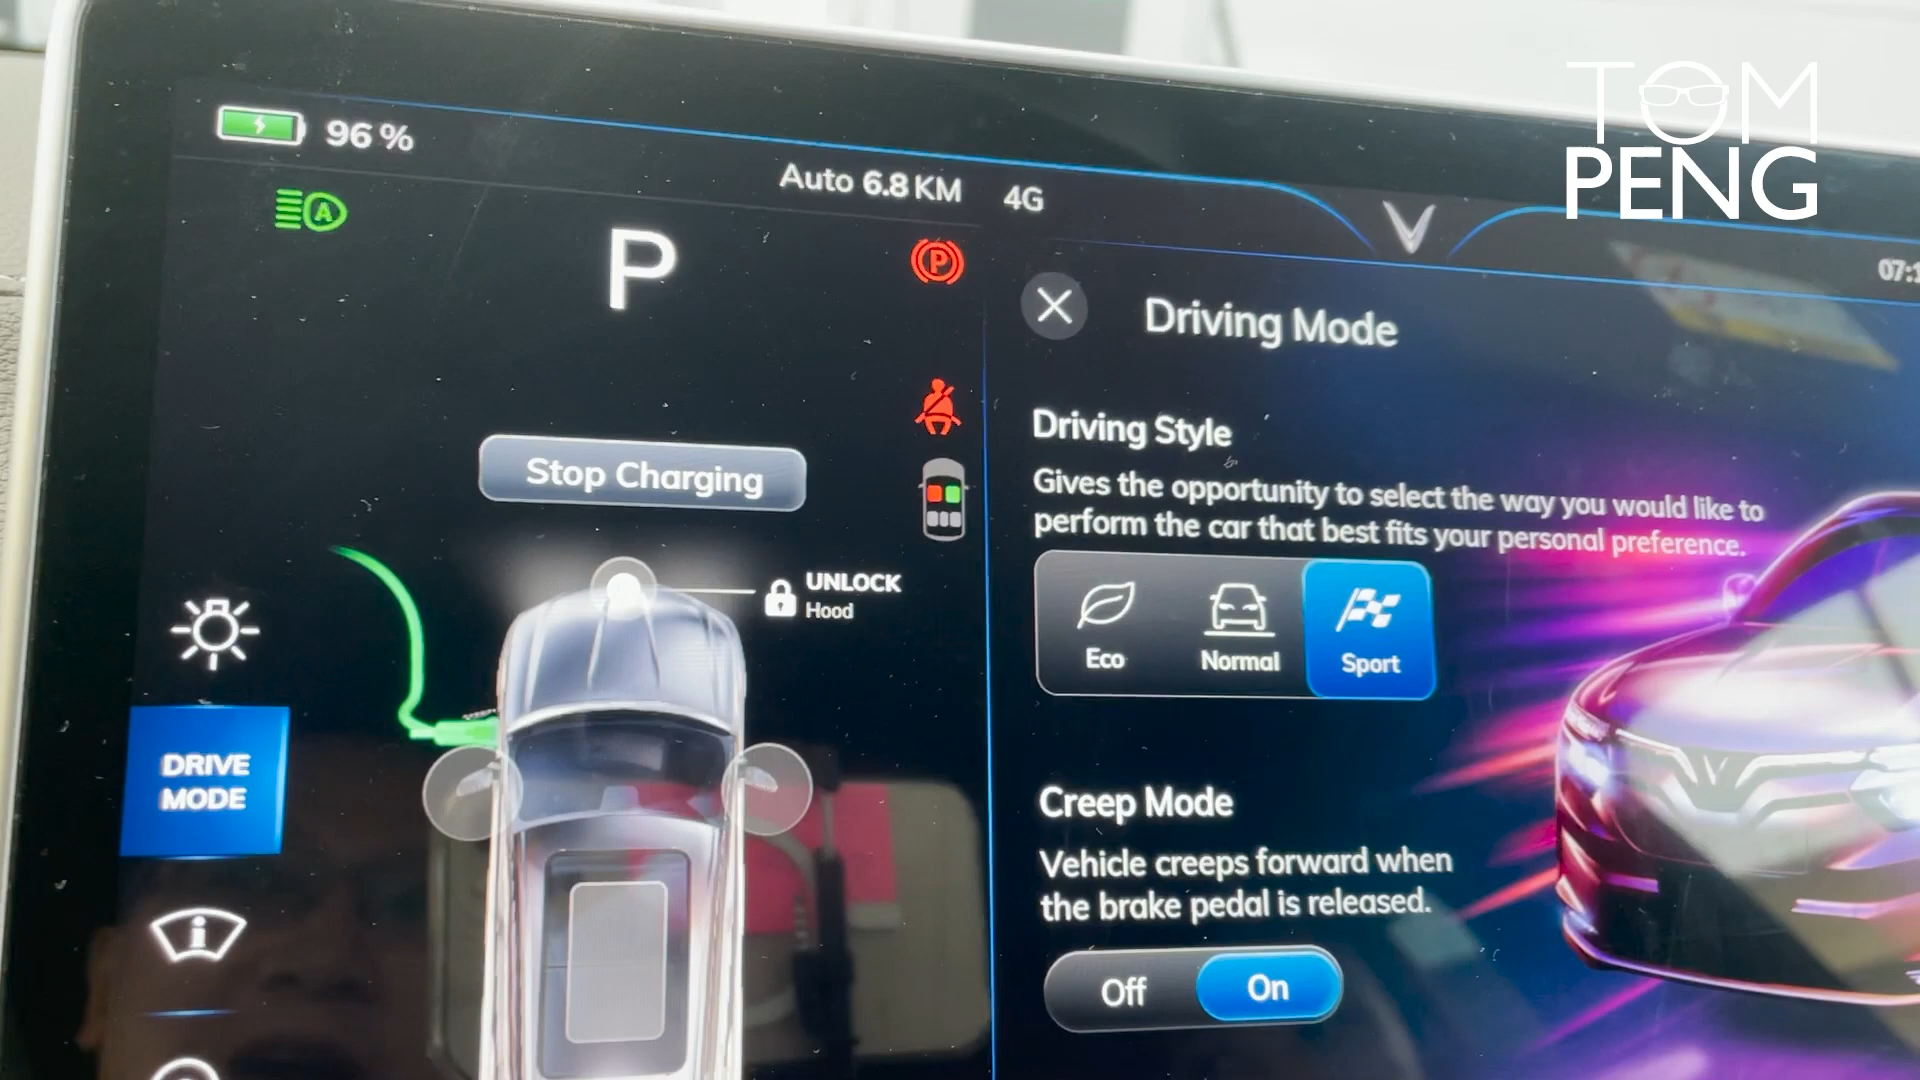 TOM
PENG
96 %
Auto 6.8 KM 4G
A
P
P
07:1
Driving Mode
Stop Charging
Driving Style
Gives the opportunity to select the way you would like to
perform the car that best fits your personal preference.
UNLOCK
Hood
Eco
Normal
Sport
DRIVE
MODE
Creep Mode
Vehicle creeps forward when
the brake pedal is released.
Off
On